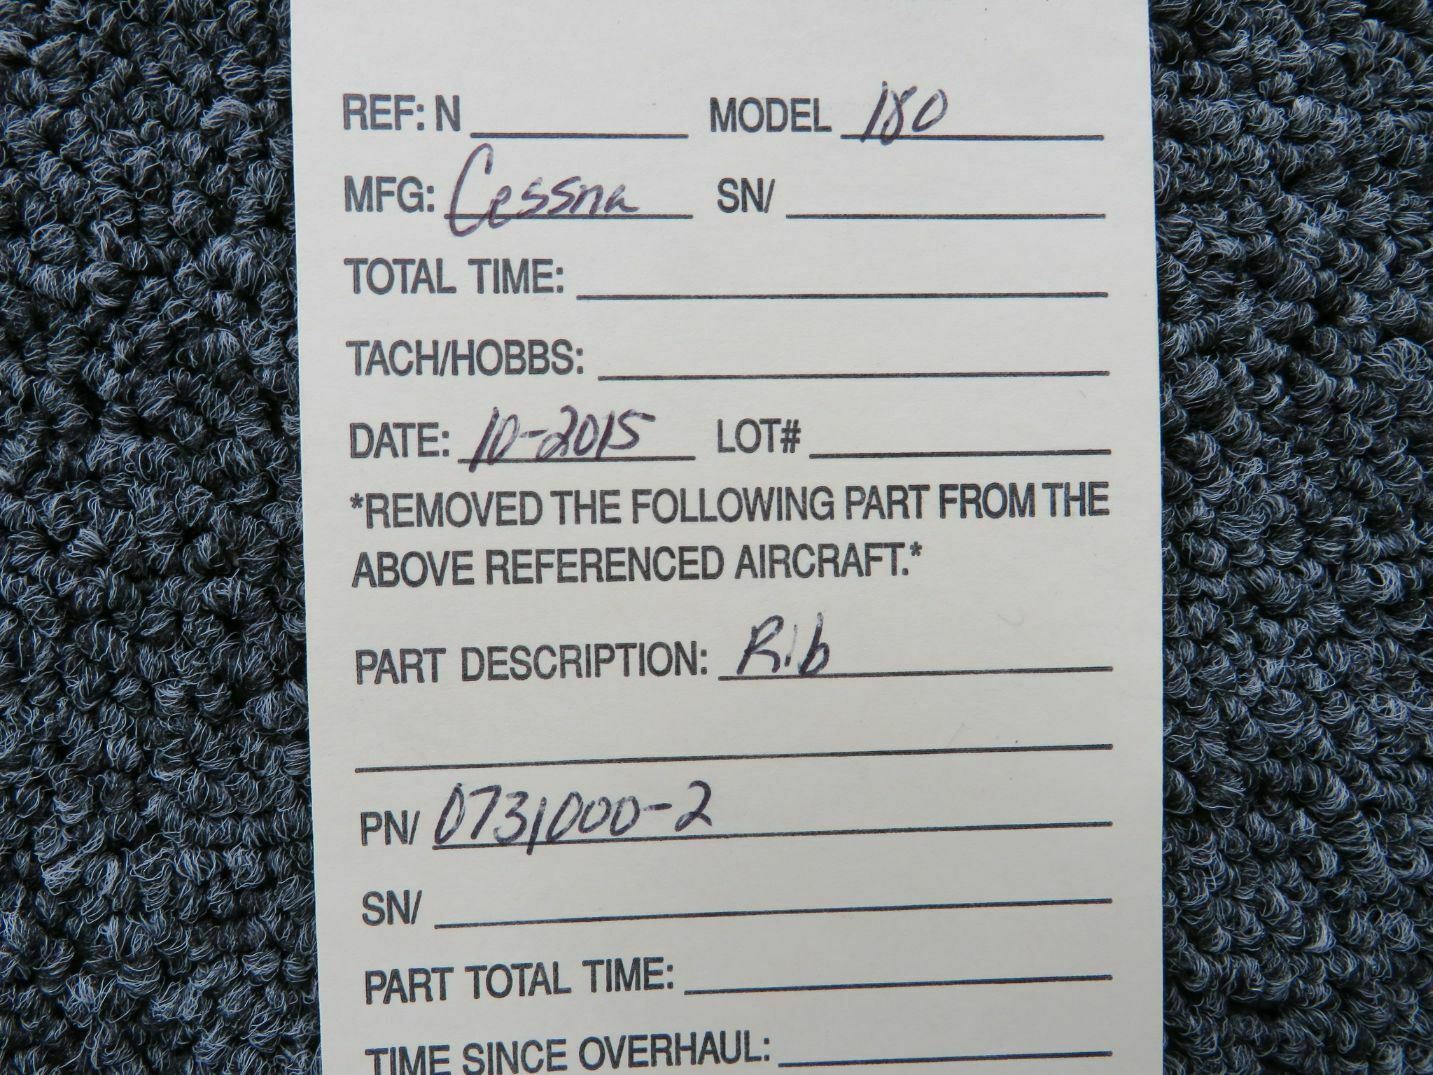 REF: N MODEL 180
MFG: Cessna SN/
TOTAL TIME:
TACH/HOBBS:
DATE: 10-2015 LOT#
*REMOVED THE FOLLOWING PART FROM THE
ABOVE REFERENCED AIRCRAFT.*
PART DESCRIPTION: Rib
PN/ 0731000-2
SN/
PART TOTAL TIME:
TIME SINCE OVERHAUL: